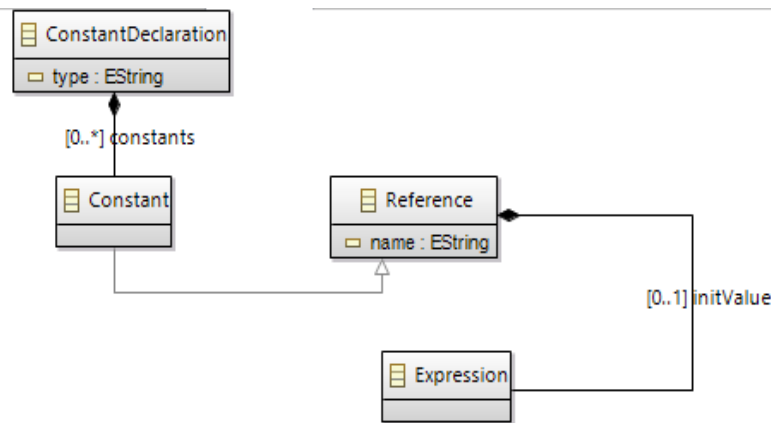 ConstantDeclaration
type : EString
[0..*] constants
Constant
Reference
name : EString
[0..1] initValue
Expression